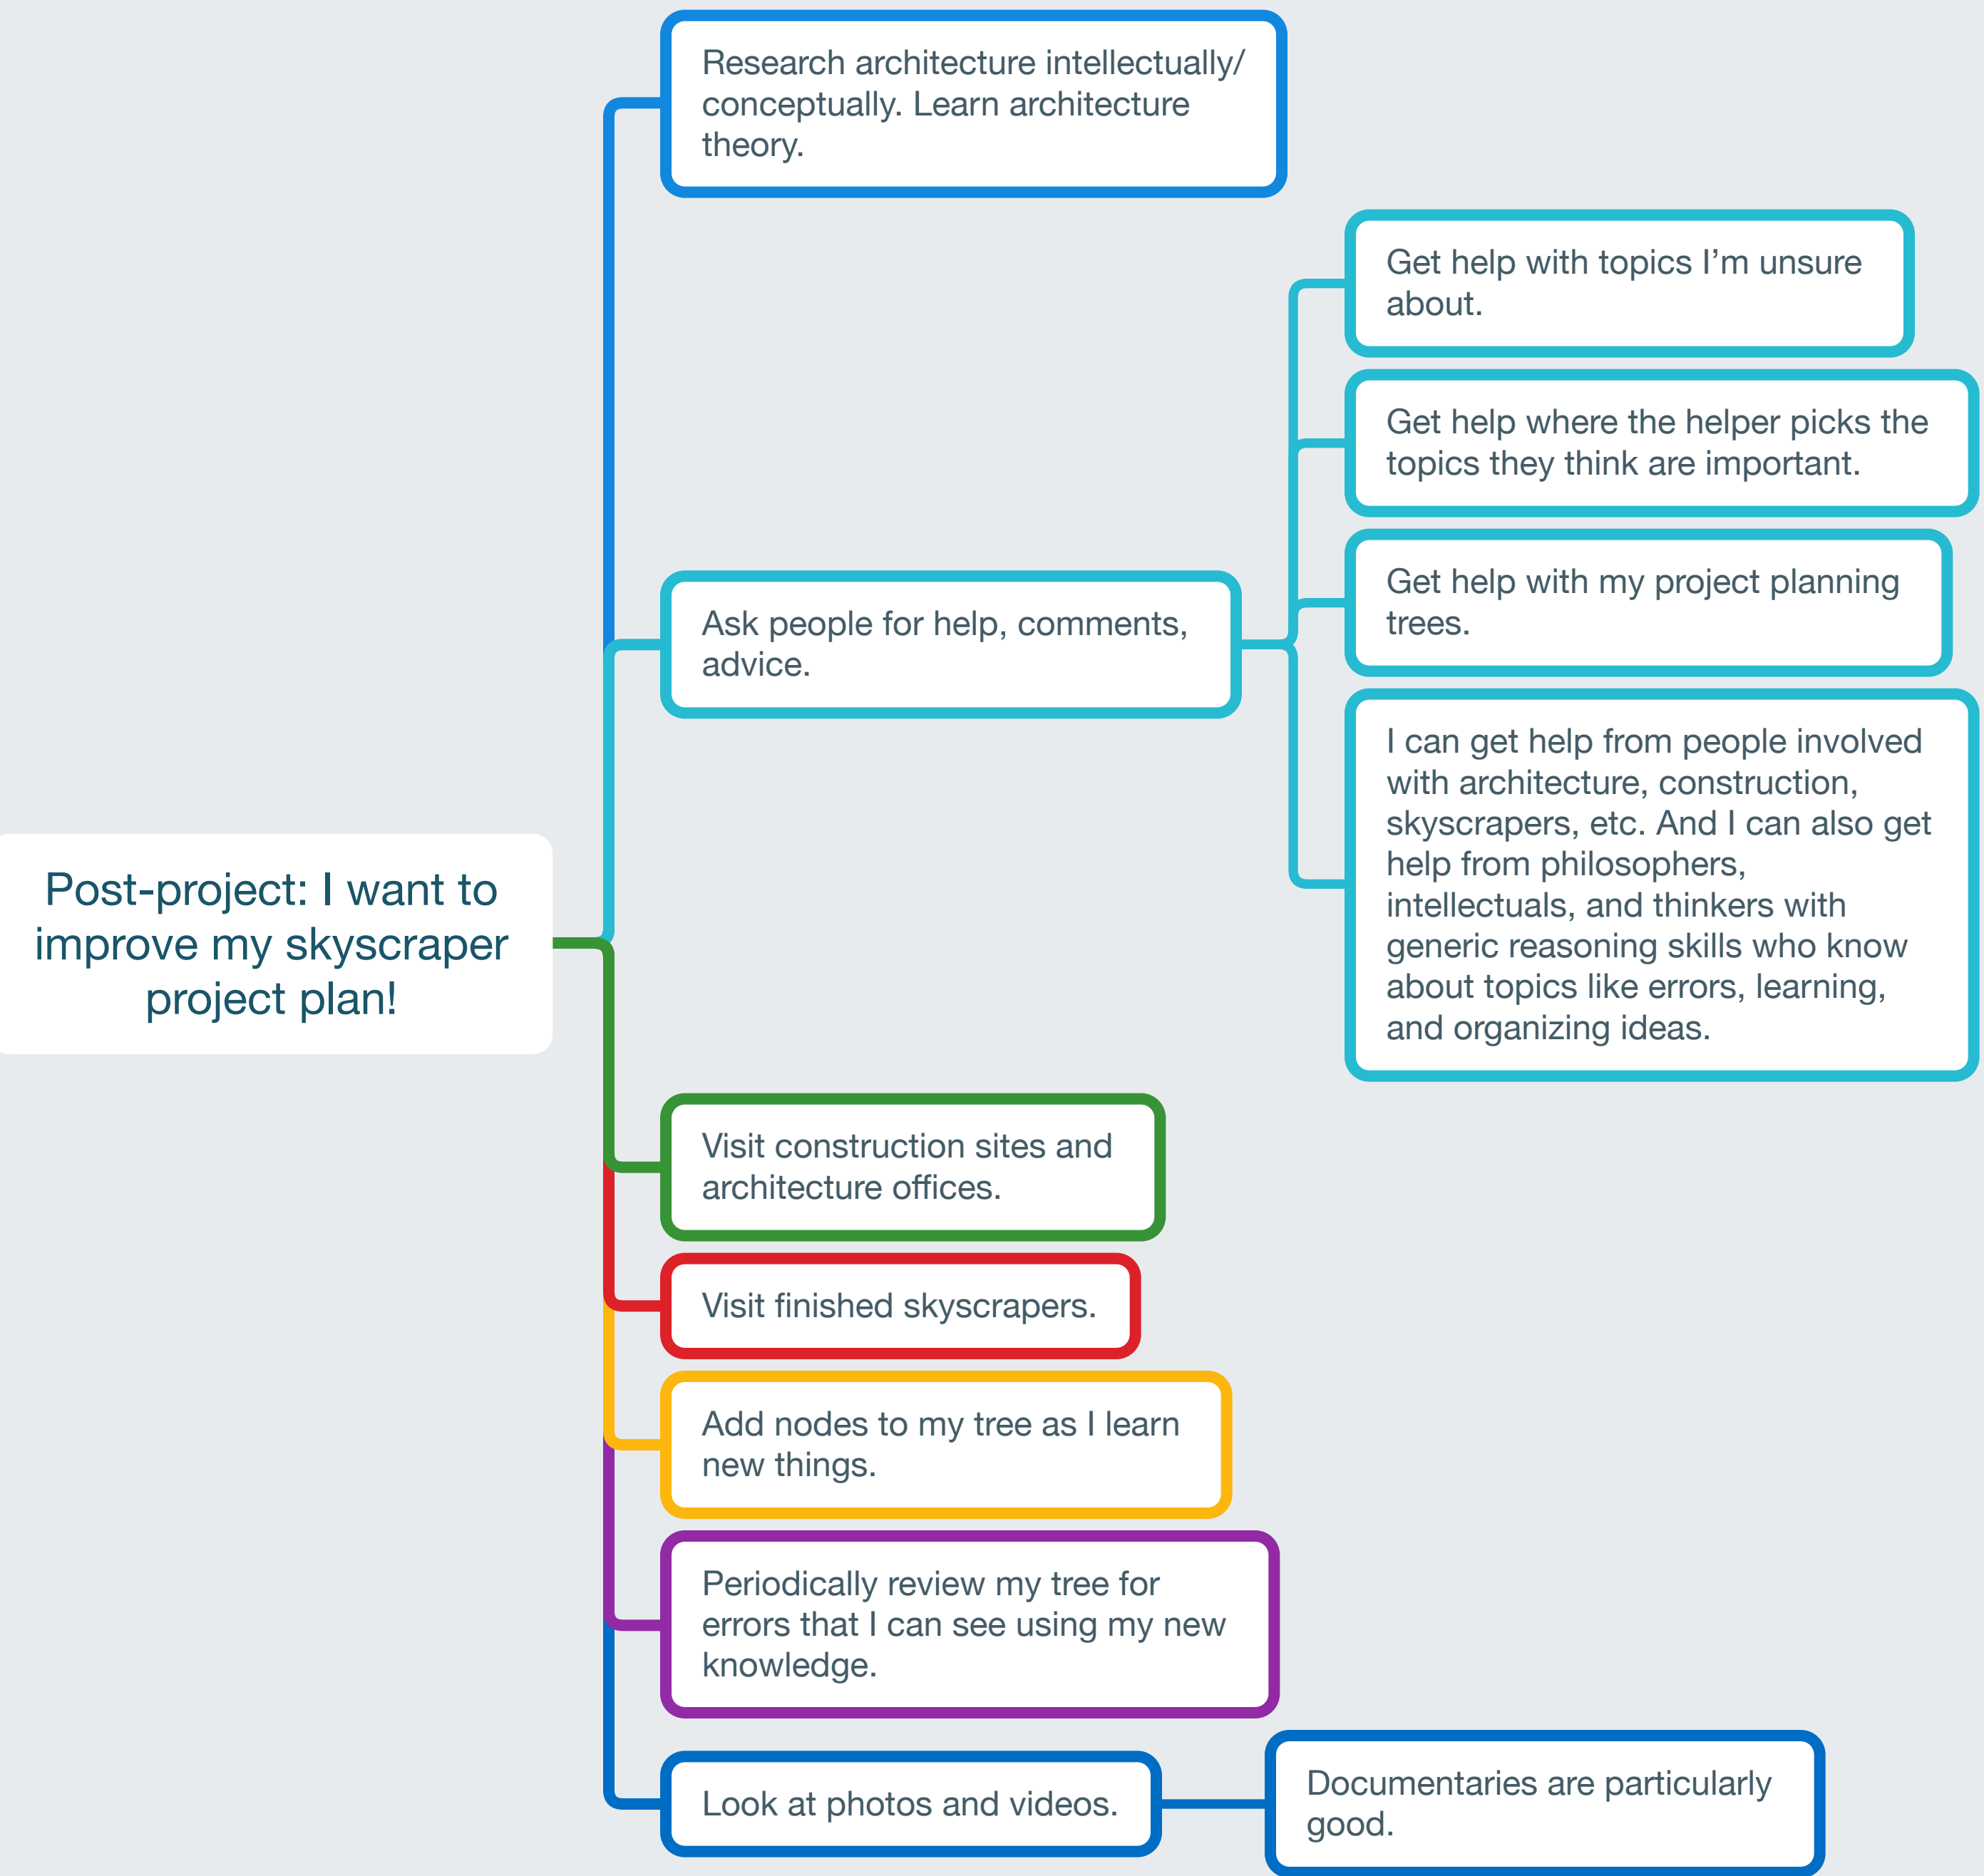 Post-project: I want to
improve my skyscraper
project plan!
Research architecture intellectually/
conceptually. Learn architecture
theory.
Ask people for help, comments,
advice.
Get help with topics I’m unsure
about.
Get help where the helper picks the
topics they think are important.
Get help with my project planning
trees.
I can get help from people involved
with architecture, construction,
skyscrapers, etc. And I can also get
help from philosophers,
intellectuals, and thinkers with
generic reasoning skills who know
about topics like errors, learning,
and organizing ideas.
Visit construction sites and
architecture offices.
Visit finished skyscrapers.
Add nodes to my tree as I learn
new things.
Periodically review my tree for
errors that I can see using my new
knowledge.
Look at photos and videos.
Documentaries are particularly
good.